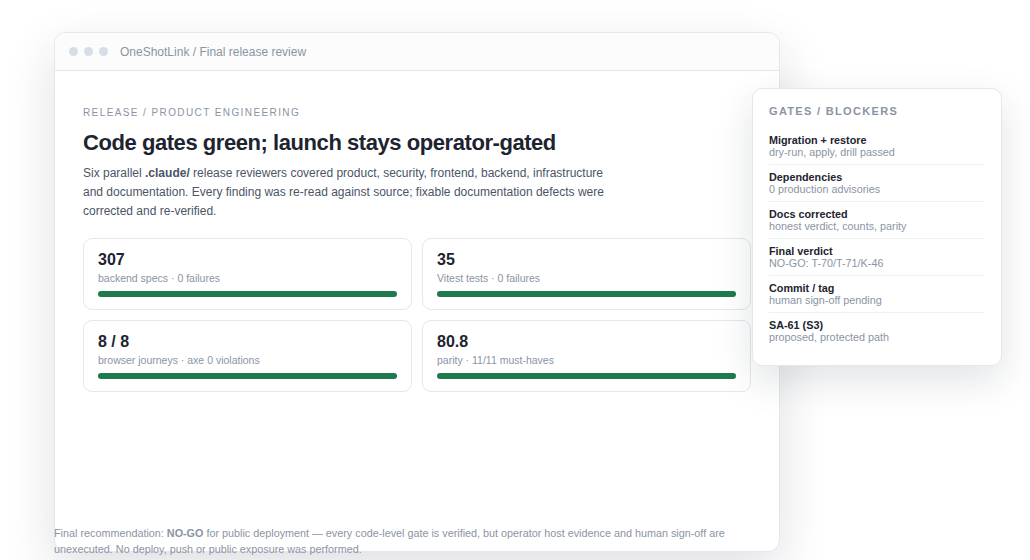 OneShotLink / Final release review
RELEASE / PRODUCT ENGINEERING
Code gates green; launch stays operator-gated
Six parallel .claude/ release reviewers covered product, security, frontend, backend, infrastructure
and documentation. Every finding was re-read against source; fixable documentation defects were
corrected and re-verified.
307
backend specs · 0 failures
35
Vitest tests · 0 failures
8 / 8
browser journeys · axe 0 violations
80.8
parity · 11/11 must-haves
GATES / BLOCKERS
Migration + restore
dry-run, apply, drill passed
Dependencies
0 production advisories
Docs corrected
honest verdict, counts, parity
Final verdict
NO-GO: T-70/T-71/K-46
Commit / tag
human sign-off pending
SA-61 (S3)
proposed, protected path
Final recommendation: NO-GO for public deployment — every code-level gate is verified, but operator host evidence and human sign-off are
unexecuted. No deploy, push or public exposure was performed.